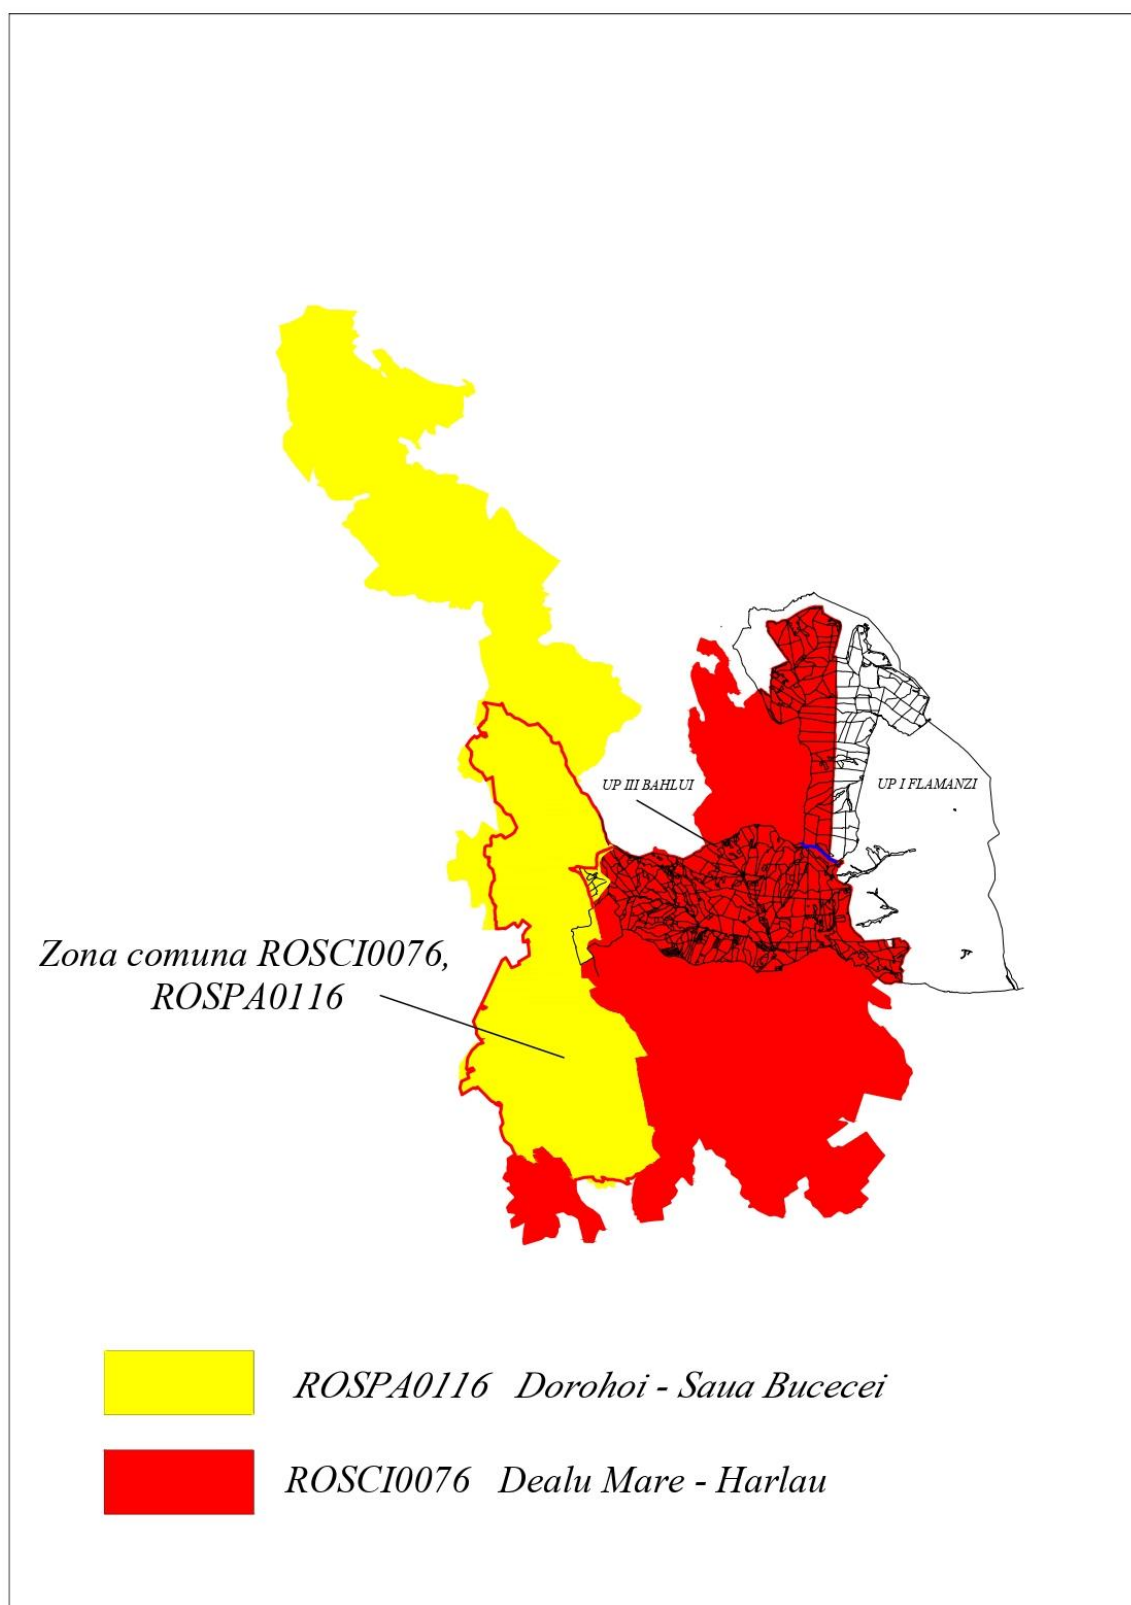 UP III BAHLUI
UP I FLAMANZI
Zona comuna ROSCI0076,
ROSPA0116
ROSPA0116 Dorohoi - Saua Bucecei
ROSCI0076 Dealu Mare - Harlau